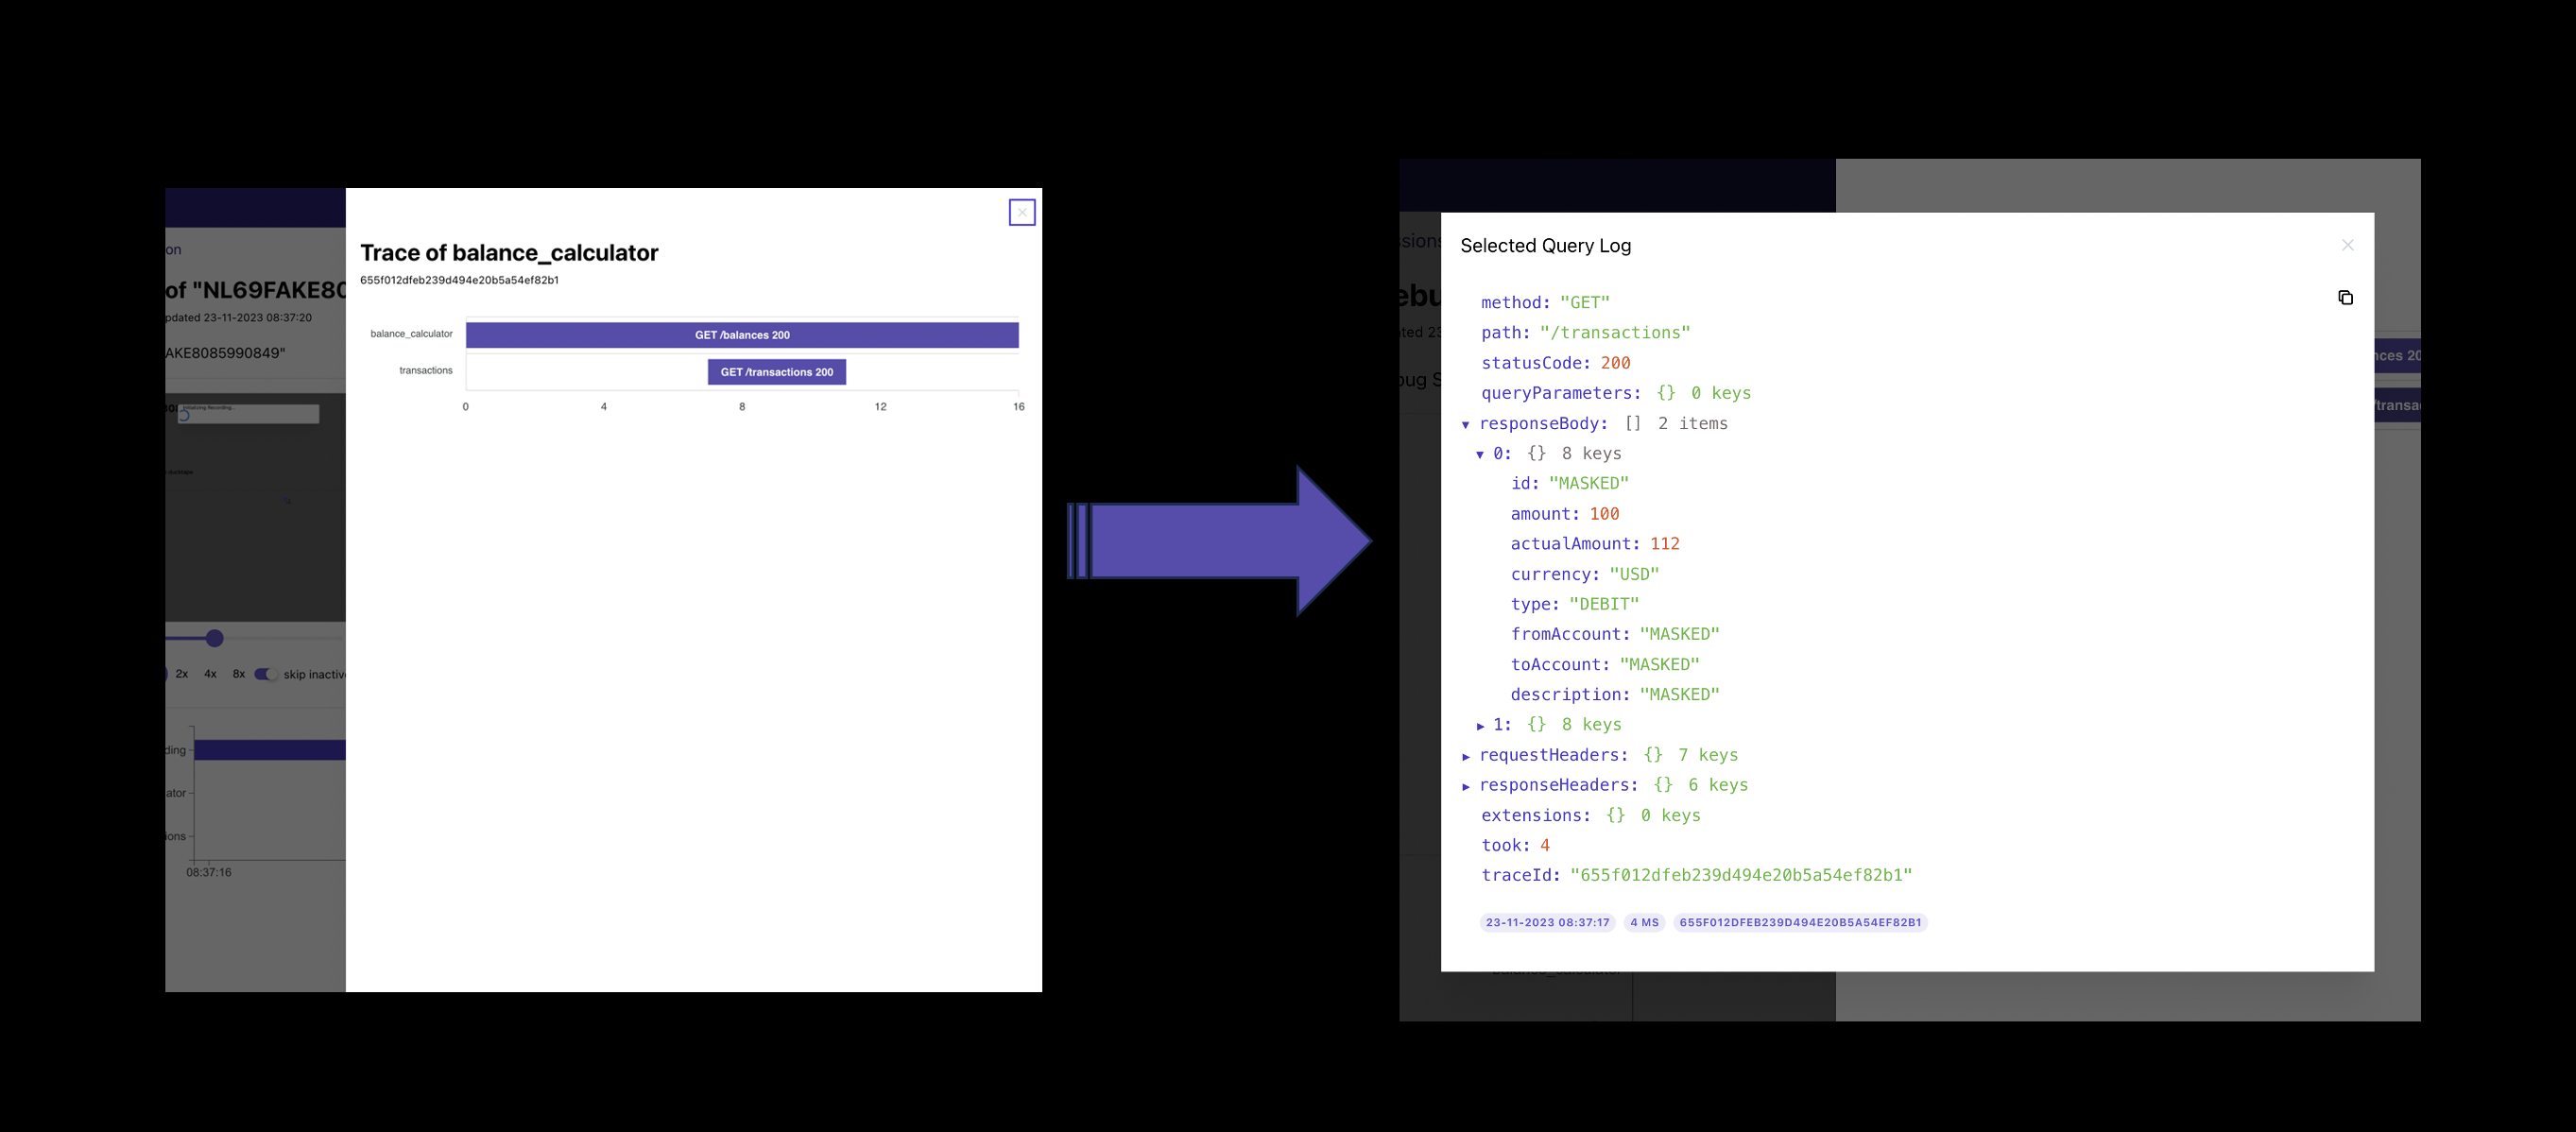 on
of "NL69FAKE80
pdated 23-11-2023 08:37:20
AKE8085990849"
Initializing Recording...
2x 4x 8x skip inactiv
ding
ator
ions
08:37:16
Trace of balance_calculator
655f012dfeb239d494e20b5a54ef82b1
balance_calculator GET /balances 200
transactions GET /transactions 200
0 4 8 12 16
ssions
ebu
ated 23
bug S
nces 20
/transa
Selected Query Log
method: "GET"
path: "/transactions"
statusCode: 200
queryParameters: {} 0 keys
responseBody: [] 2 items
0: {} 8 keys
id: "MASKED"
amount: 100
actualAmount: 112
currency: "USD"
type: "DEBIT"
fromAccount: "MASKED"
toAccount: "MASKED"
description: "MASKED"
1: {} 8 keys
requestHeaders: {} 7 keys
responseHeaders: {} 6 keys
extensions: {} 0 keys
took: 4
traceId: "655f012dfeb239d494e20b5a54ef82b1"
23-11-2023 08:37:17 4 MS 655F012DFEB239D494E20B5A54EF82B1